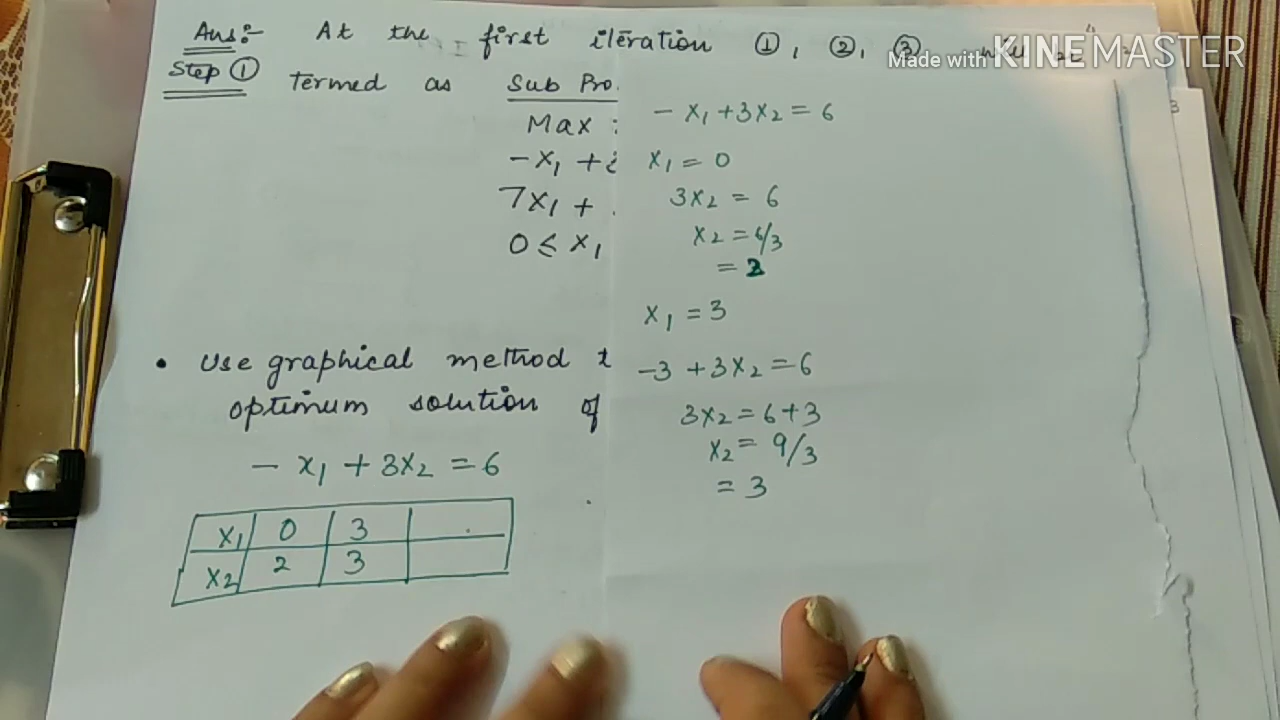 Ans:- At the first iteration ①, ②, ③
Step ① termed as Sub Pro
Max :
-x₁ +
7x₁ +
0 ≤ x₁
• Use graphical method t
optimum solution of
- x₁ + 3x₂ = 6
x₁ 0 3
x₂ 2 3
- x₁ + 3x₂ = 6
x₁ = 0
3x₂ = 6
x₂ = 6/3
= 2
x₁ = 3
-3 + 3x₂ = 6
3x₂ = 6 + 3
x₂ = 9/3
= 3
Made with KINEMASTER
3